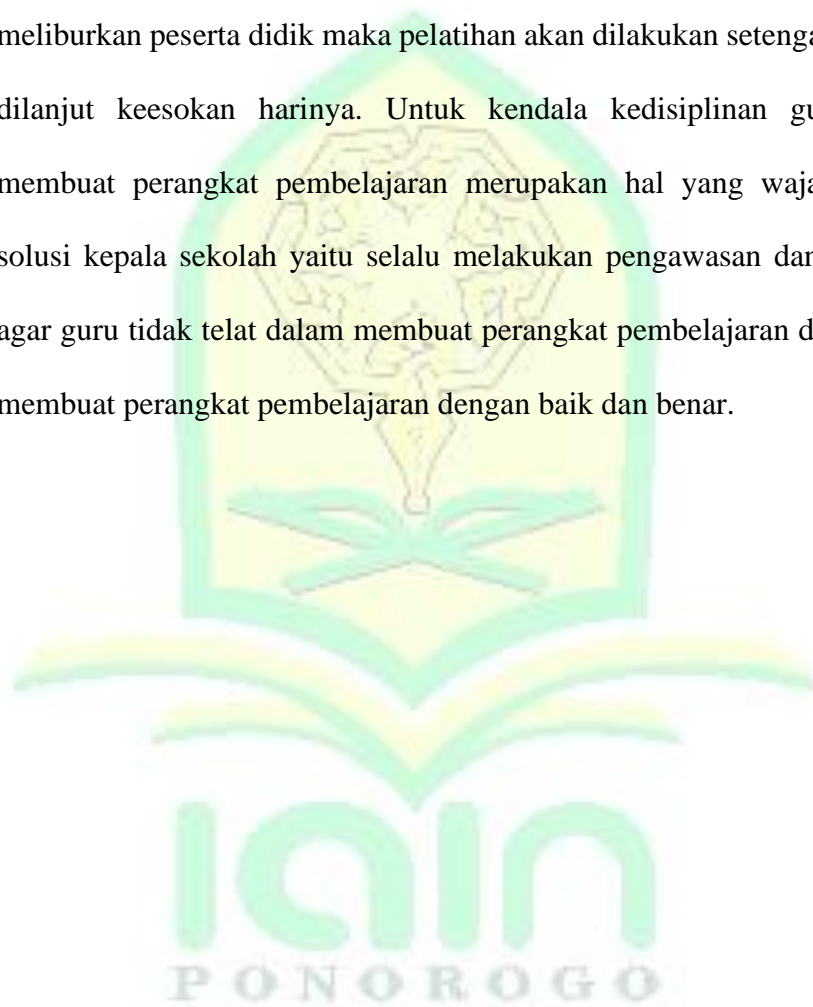 meliburkan peserta didik maka pelatihan akan dilakukan setenga
dilanjut keesokan harinya. Untuk kendala kedisiplinan gu
membuat perangkat pembelajaran merupakan hal yang waja
solusi kepala sekolah yaitu selalu melakukan pengawasan dan
agar guru tidak telat dalam membuat perangkat pembelajaran d
membuat perangkat pembelajaran dengan baik dan benar.
iain
PONOROGO